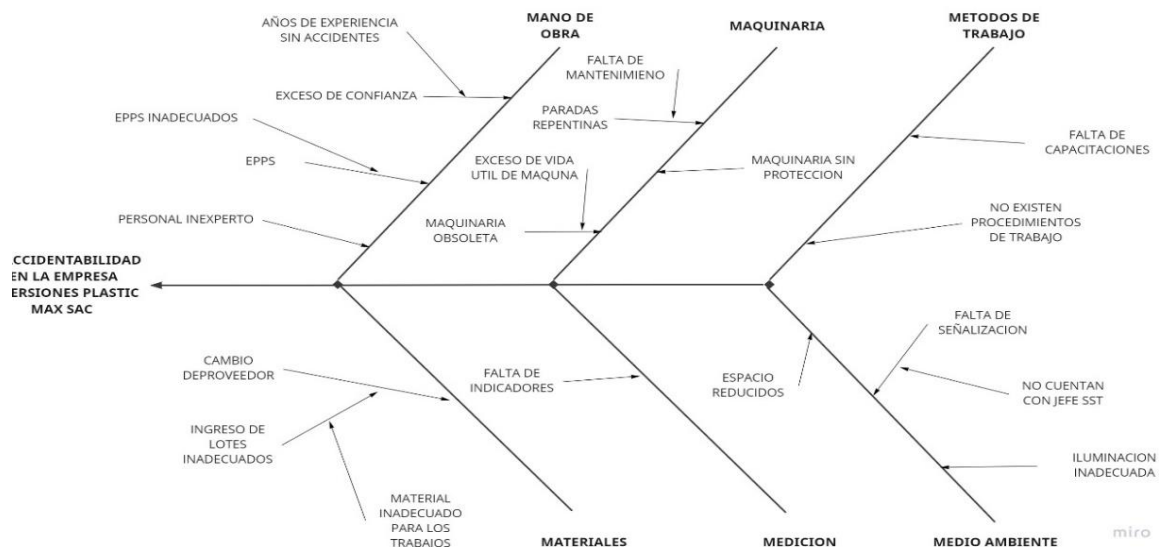 AÑOS DE EXPERIENCIA
SIN ACCIDENTES
MANO DE
OBRA
MAQUINARIA
METODOS DE
TRABAJO
EXCESO DE CONFIANZA
FALTA DE
MANTENIMIENO
EPPS INADECUADOS
PARADAS
REPENTINAS
FALTA DE
CAPACITACIONES
EPPS
EXCESO DE VIDA
UTIL DE MAQUNA
MAQUINARIA SIN
PROTECCION
PERSONAL INEXPERTO
MAQUINARIA
OBSOLETA
NO EXISTEN
PROCEDIMIENTOS
DE TRABAJO
CCIDENTABILIDAD
EN LA EMPRESA
ERSIONES PLASTIC
MAX SAC
CAMBIO
DEPROVEEDOR
FALTA DE
INDICADORES
ESPACIO
REDUCIDOS
FALTA DE
SEÑALIZACION
NO CUENTAN
CON JEFE SST
INGRESO DE
LOTES
INADECUADOS
ILUMINACION
INADECUADA
MATERIAL
INADECUADO
PARA LOS
TRABAJOS
MATERIALES
MEDICION
MEDIO AMBIENTE
miro